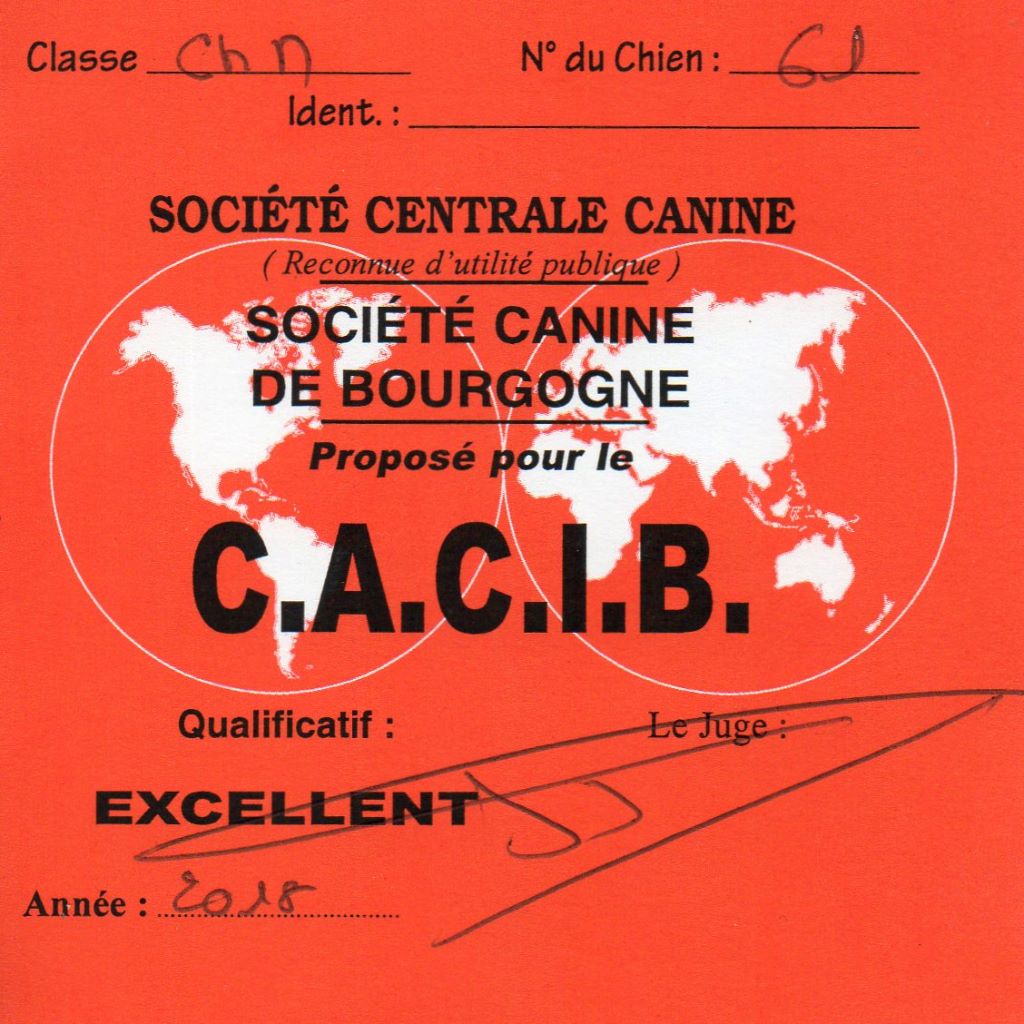 Classe Ch n N° du Chien : 61
Ident. :
SOCIÉTÉ CENTRALE CANINE
( Reconnue d'utilité publique )
SOCIÉTÉ CANINE
DE BOURGOGNE
Proposé pour le
C.A.C.I.B.
Qualificatif : Le Juge :
EXCELLENT
Année : 2018